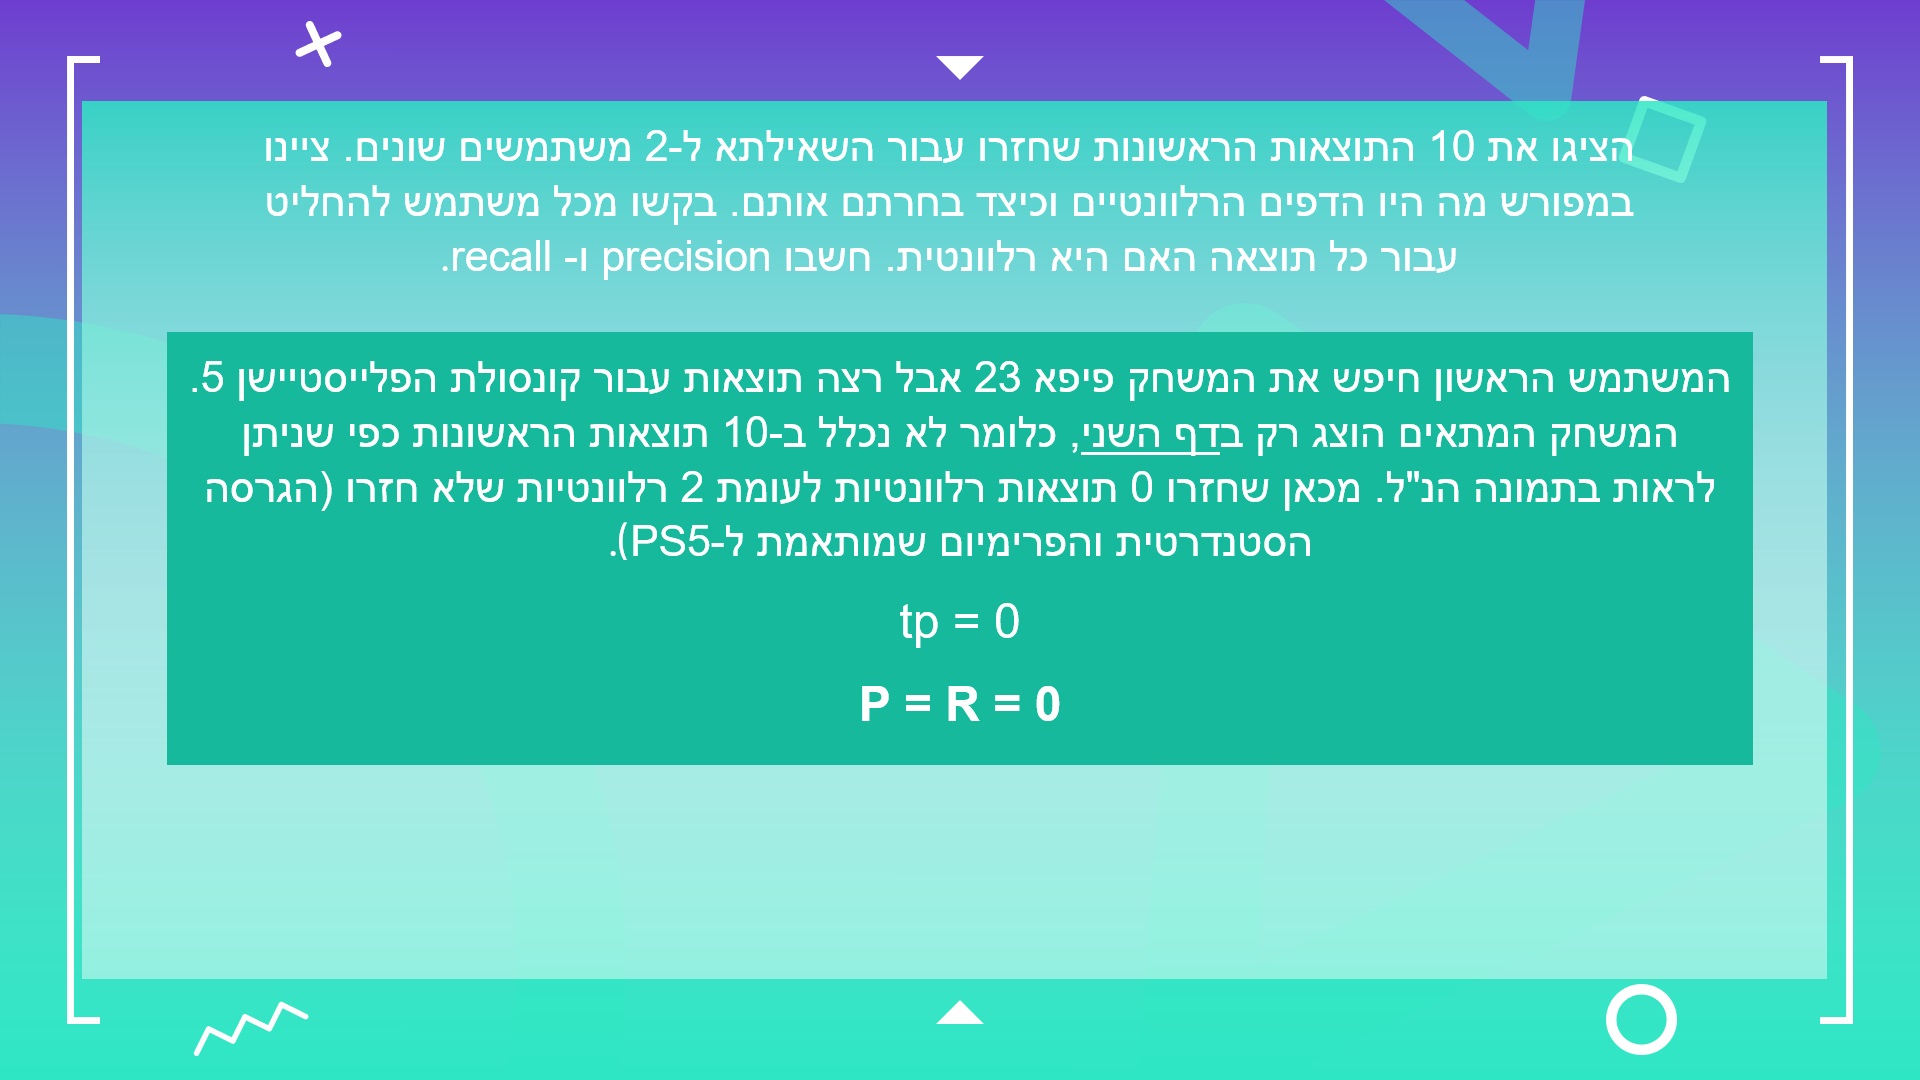 הציגו את 10 התוצאות הראשונות שחזרו עבור השאילתא ל-2 משתמשים שונים. ציינו
במפורש מה היו הדפים הרלוונטיים וכיצד בחרתם אותם. בקשו מכל משתמש להחליט
עבור כל תוצאה האם היא רלוונטית. חשבו precision ו- recall.
המשתמש הראשון חיפש את המשחק פיפא 23 אבל רצה תוצאות עבור קונסולת הפלייסטיישן 5.
המשחק המתאים הוצג רק בדף השני, כלומר לא נכלל ב-10 תוצאות הראשונות כפי שניתן
לראות בתמונה הנ"ל. מכאן שחזרו 0 תוצאות רלוונטיות לעומת 2 רלוונטיות שלא חזרו (הגרסה
הסטנדרטית והפרימיום שמותאמת ל-PS5).
tp = 0
P = R = 0